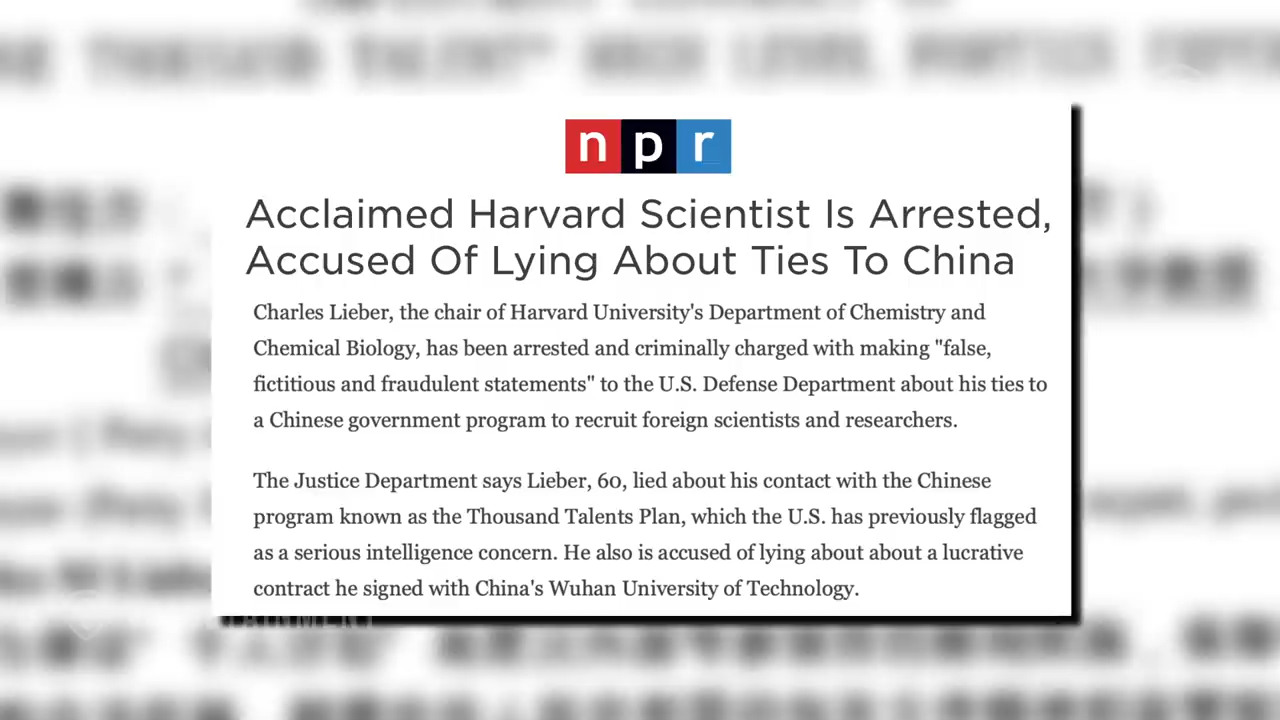 npr
Acclaimed Harvard Scientist Is Arrested,
Accused Of Lying About Ties To China
Charles Lieber, the chair of Harvard University's Department of Chemistry and
Chemical Biology, has been arrested and criminally charged with making "false,
fictitious and fraudulent statements" to the U.S. Defense Department about his ties to
a Chinese government program to recruit foreign scientists and researchers.
The Justice Department says Lieber, 60, lied about his contact with the Chinese
program known as the Thousand Talents Plan, which the U.S. has previously flagged
as a serious intelligence concern. He also is accused of lying about about a lucrative
contract he signed with China's Wuhan University of Technology.